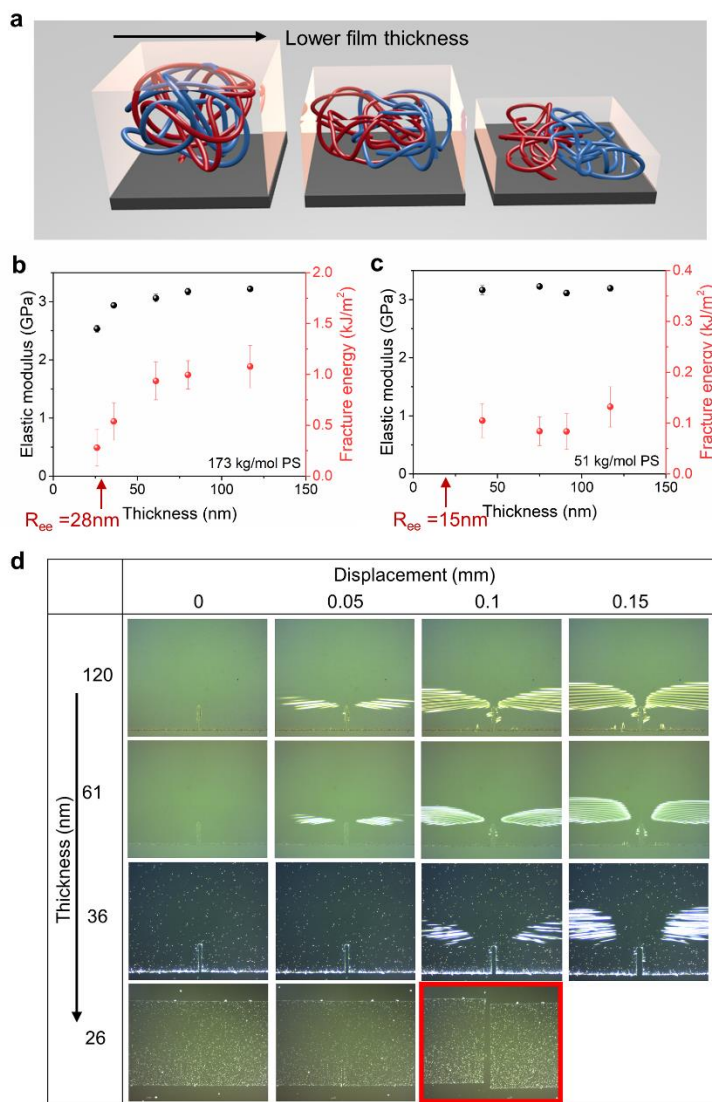 a
Lower film thickness
b
Elastic modulus (GPa)
3
2
1
0
2.0
1.5
1.0
0.5
0.0
Fracture energy (kJ/m²)
173 kg/mol PS
0 50 100 150
Thickness (nm)
R_ee =28nm
c
Elastic modulus (GPa)
3
2
1
0
0.4
0.3
0.2
0.1
0.0
Fracture energy (kJ/m²)
51 kg/mol PS
0 50 100 150
Thickness (nm)
R_ee =15nm
d
Displacement (mm)
0 0.05 0.1 0.15
Thickness (nm)
120
61
36
26